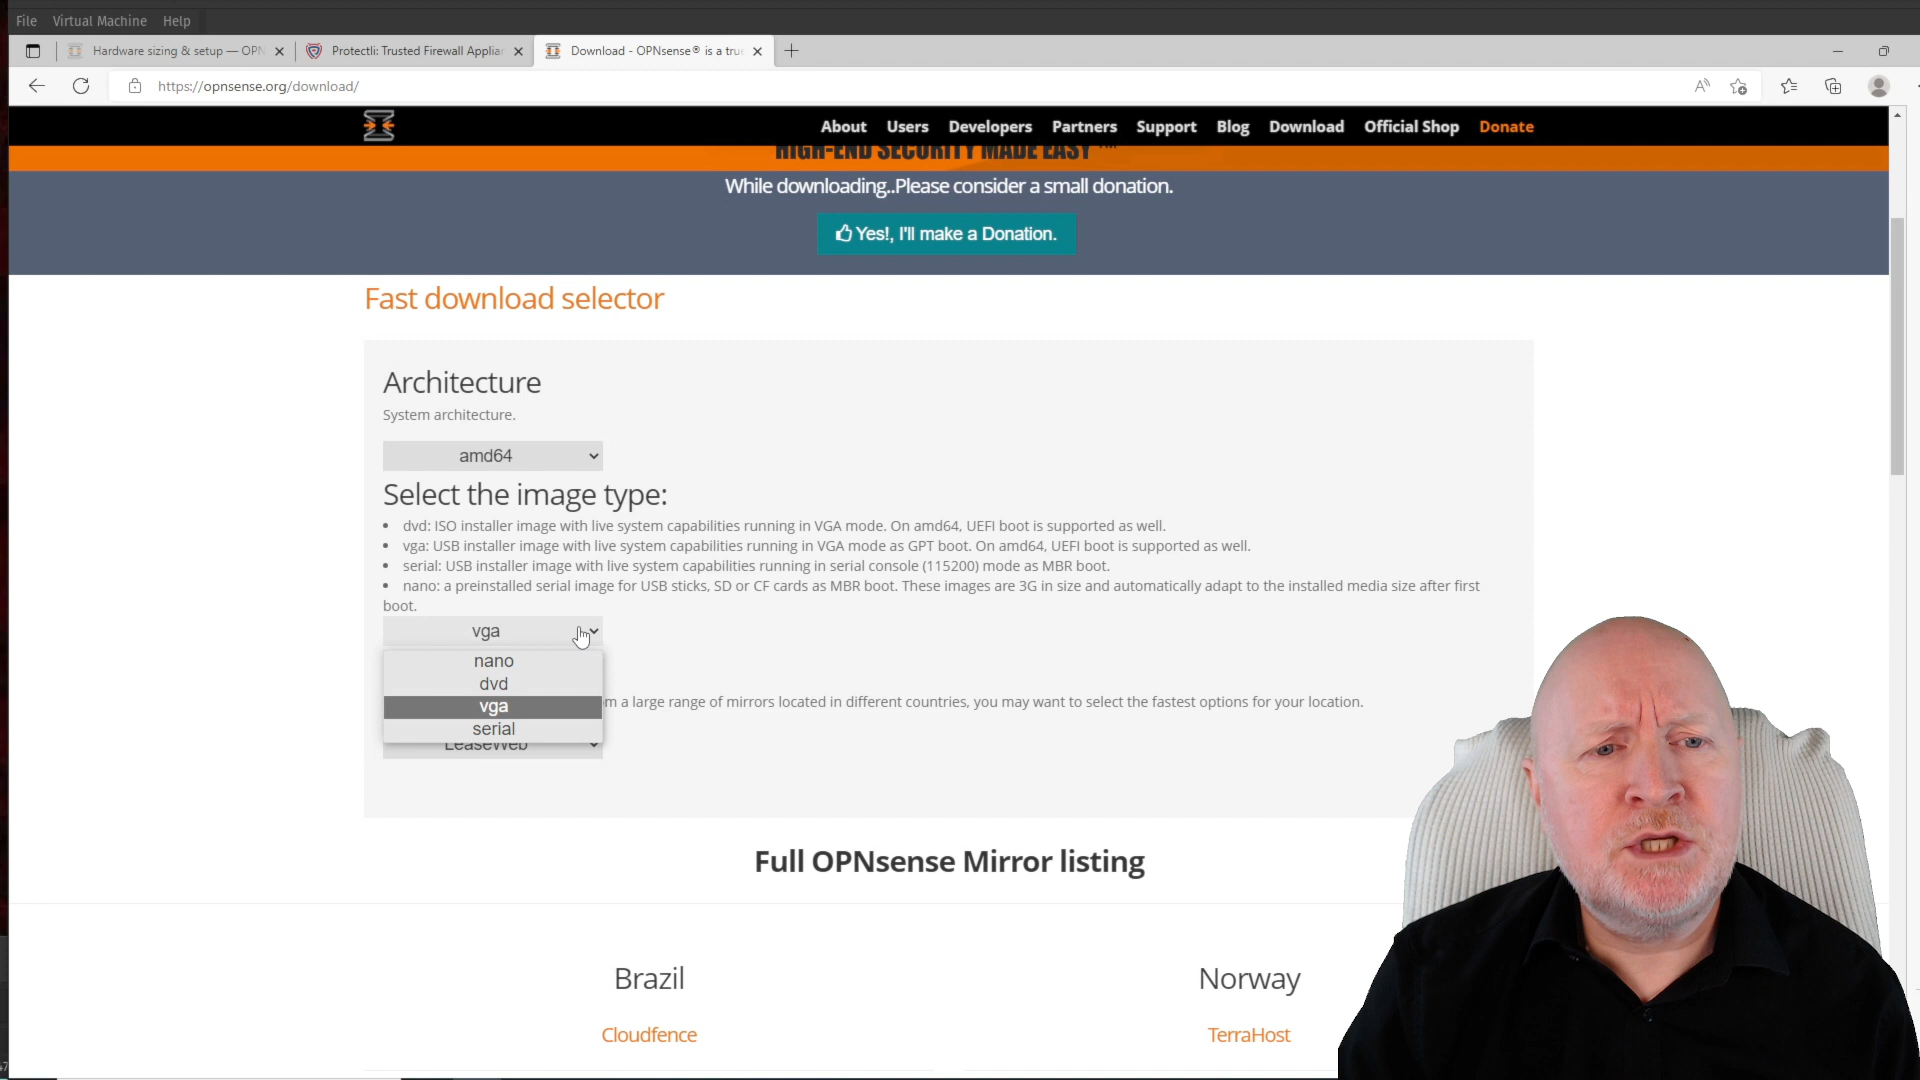 File Virtual Machine Help
Hardware sizing & setup — OPN
Protectli: Trusted Firewall Applian
Download - OPNsense® is a true
https://opnsense.org/download/
About Users Developers Partners Support Blog Download Official Shop Donate
HIGH-END SECURITY MADE EASY™
While downloading..Please consider a small donation.
Yes!, I'll make a Donation.
Fast download selector
Architecture
System architecture.
amd64
Select the image type:
• dvd: ISO installer image with live system capabilities running in VGA mode. On amd64, UEFI boot is supported as well.
• vga: USB installer image with live system capabilities running in VGA mode as GPT boot. On amd64, UEFI boot is supported as well.
• serial: USB installer image with live system capabilities running in serial console (115200) mode as MBR boot.
• nano: a preinstalled serial image for USB sticks, SD or CF cards as MBR boot. These images are 3G in size and automatically adapt to the installed media size after first
boot.
vga
nano
dvd
vga
m a large range of mirrors located in different countries, you may want to select the fastest options for your location.
serial
LeaseWeb
Full OPNsense Mirror listing
Brazil
Norway
Cloudfence
TerraHost